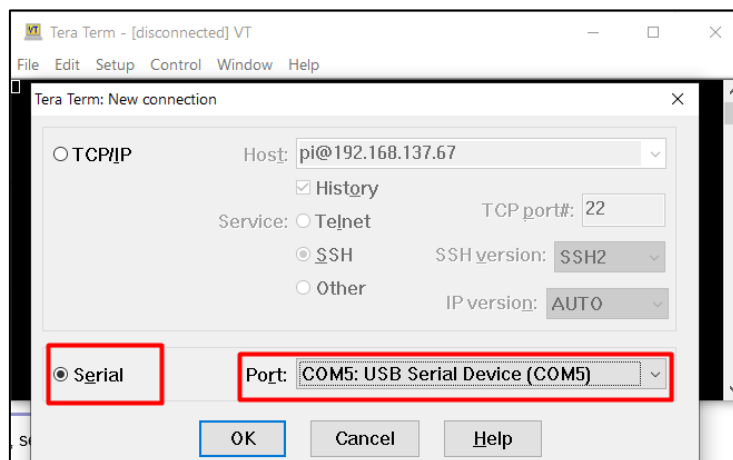 VT Tera Term - [disconnected] VT
File Edit Setup Control Window Help
Tera Term: New connection
TCP/IP Host: pi@192.168.137.67
History
Service: Telnet TCP port#: 22
SSH SSH version: SSH2
Other IP version: AUTO
Serial Port: COM5: USB Serial Device (COM5)
OK Cancel Help